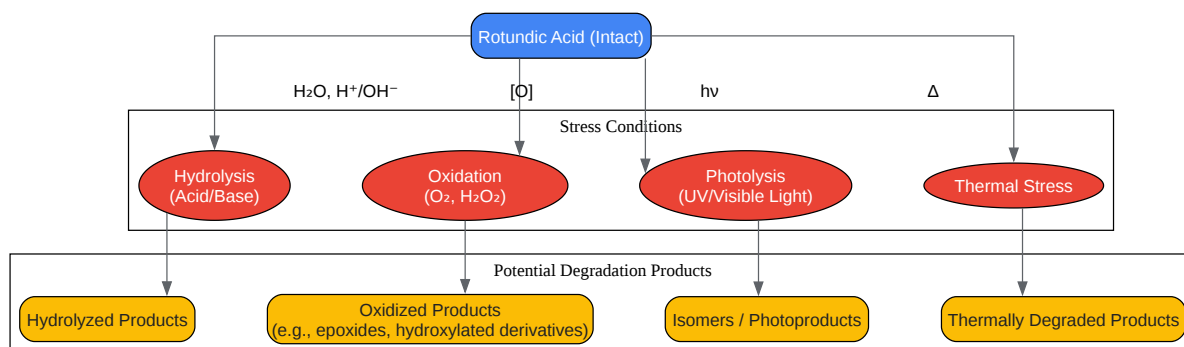 Rotundic Acid (Intact)
H₂O, H⁺/OH⁻
[O]
hν
Δ
Stress Conditions
Hydrolysis
(Acid/Base)
Oxidation
(O₂, H₂O₂)
Photolysis
(UV/Visible Light)
Thermal Stress
Potential Degradation Products
Hydrolyzed Products
Oxidized Products
(e.g., epoxides, hydroxylated derivatives)
Isomers / Photoproducts
Thermally Degraded Products